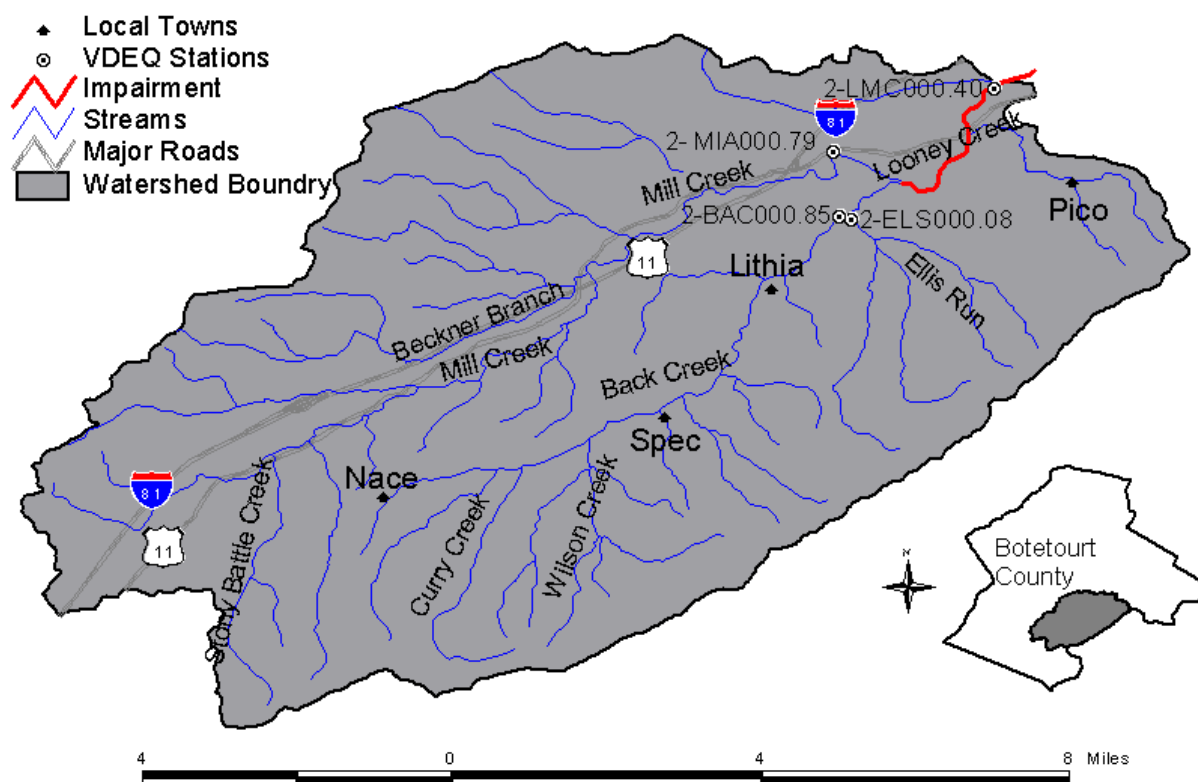 Local Towns
VDEQ Stations
Impairment
Streams
Major Roads
Watershed Boundry
2-LMC000.40
81
2- MIA000.79
Looney Creek
Mill Creek
2-BAC000.85
2-ELS000.08
Pico
11
Lithia
Ellis Run
Beckner Branch
Mill Creek
Back Creek
Spec
Nace
81
11
Stony Battle Creek
Curry Creek
Wilson Creek
N
Botetourt
County
4 0 4 8 Miles